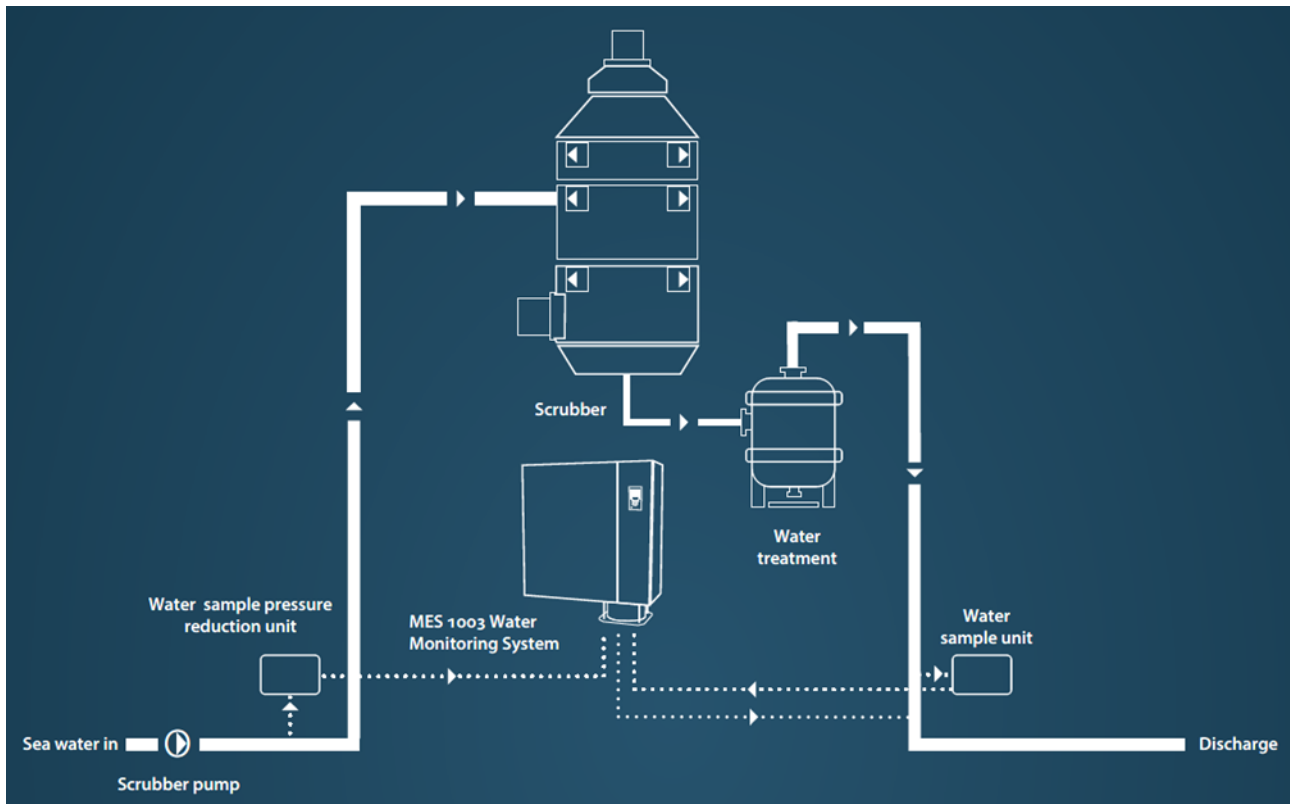 Scrubber
Water
treatment
Water sample pressure
reduction unit
MES 1003 Water
Monitoring System
Water
sample unit
Sea water in
Scrubber pump
Discharge